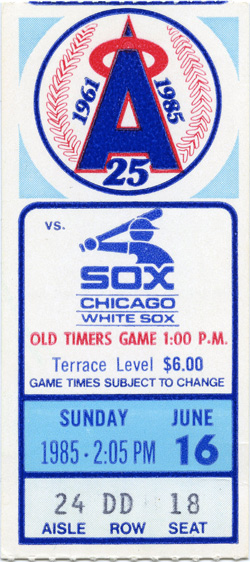 1961 A 1985
25
VS.
SOX
CHICAGO
WHITE SOX
OLD TIMERS GAME 1:00 P.M.
Terrace Level $6.00
GAME TIMES SUBJECT TO CHANGE
SUNDAY JUNE
1985 • 2:05 PM 16
24 DD 18
AISLE ROW SEAT